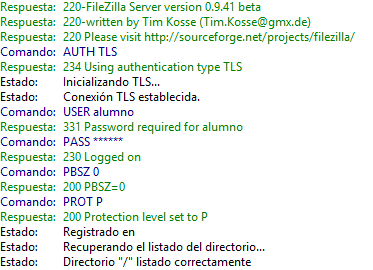 Respuesta: 220-FileZilla Server version 0.9.41 beta
Respuesta: 220-written by Tim Kosse (Tim.Kosse@gmx.de)
Respuesta: 220 Please visit http://sourceforge.net/projects/filezilla/
Comando: AUTH TLS
Respuesta: 234 Using authentication type TLS
Estado: Inicializando TLS...
Estado: Conexión TLS establecida.
Comando: USER alumno
Respuesta: 331 Password required for alumno
Comando: PASS ******
Respuesta: 230 Logged on
Comando: PBSZ 0
Respuesta: 200 PBSZ=0
Comando: PROT P
Respuesta: 200 Protection level set to P
Estado: Registrado en
Estado: Recuperando el listado del directorio...
Estado: Directorio "/" listado correctamente